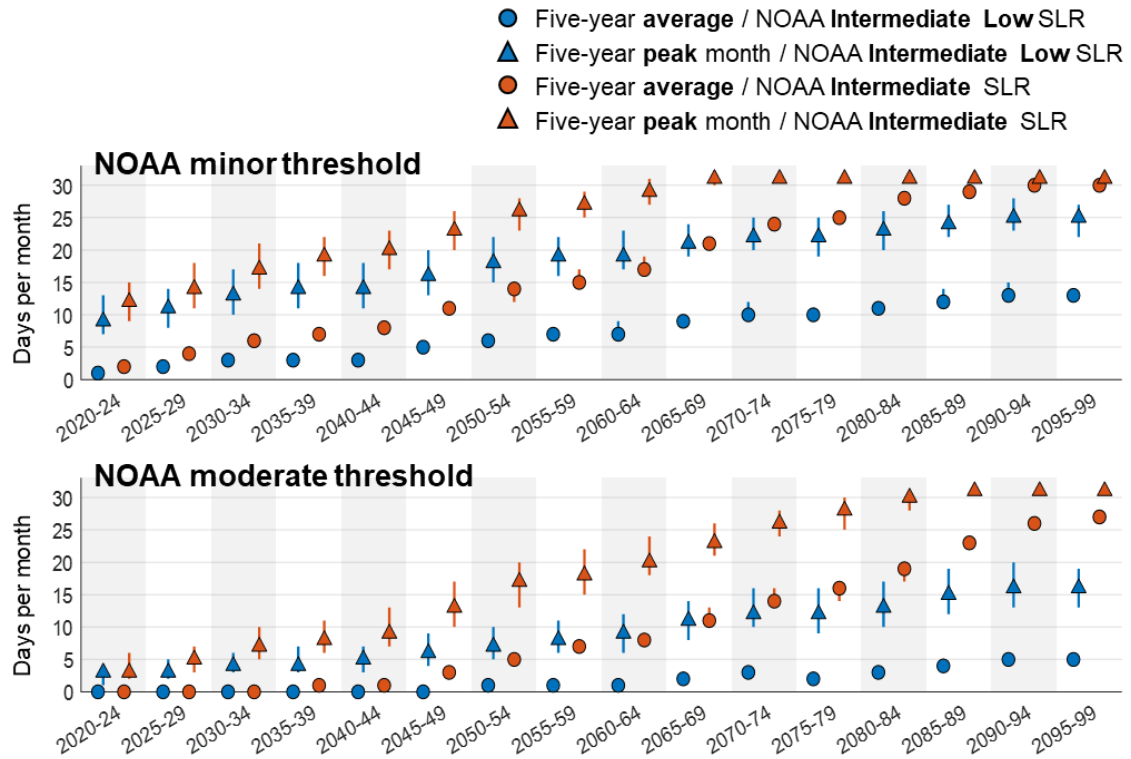 Five-year average / NOAA Intermediate Low SLR
Five-year peak month / NOAA Intermediate Low SLR
Five-year average / NOAA Intermediate SLR
Five-year peak month / NOAA Intermediate SLR
NOAA minor threshold
Days per month
30
25
20
15
10
5
0
2020-24 2025-29 2030-34 2035-39 2040-44 2045-49 2050-54 2055-59 2060-64 2065-69 2070-74 2075-79 2080-84 2085-89 2090-94 2095-99
NOAA moderate threshold
Days per month
30
25
20
15
10
5
0
2020-24 2025-29 2030-34 2035-39 2040-44 2045-49 2050-54 2055-59 2060-64 2065-69 2070-74 2075-79 2080-84 2085-89 2090-94 2095-99